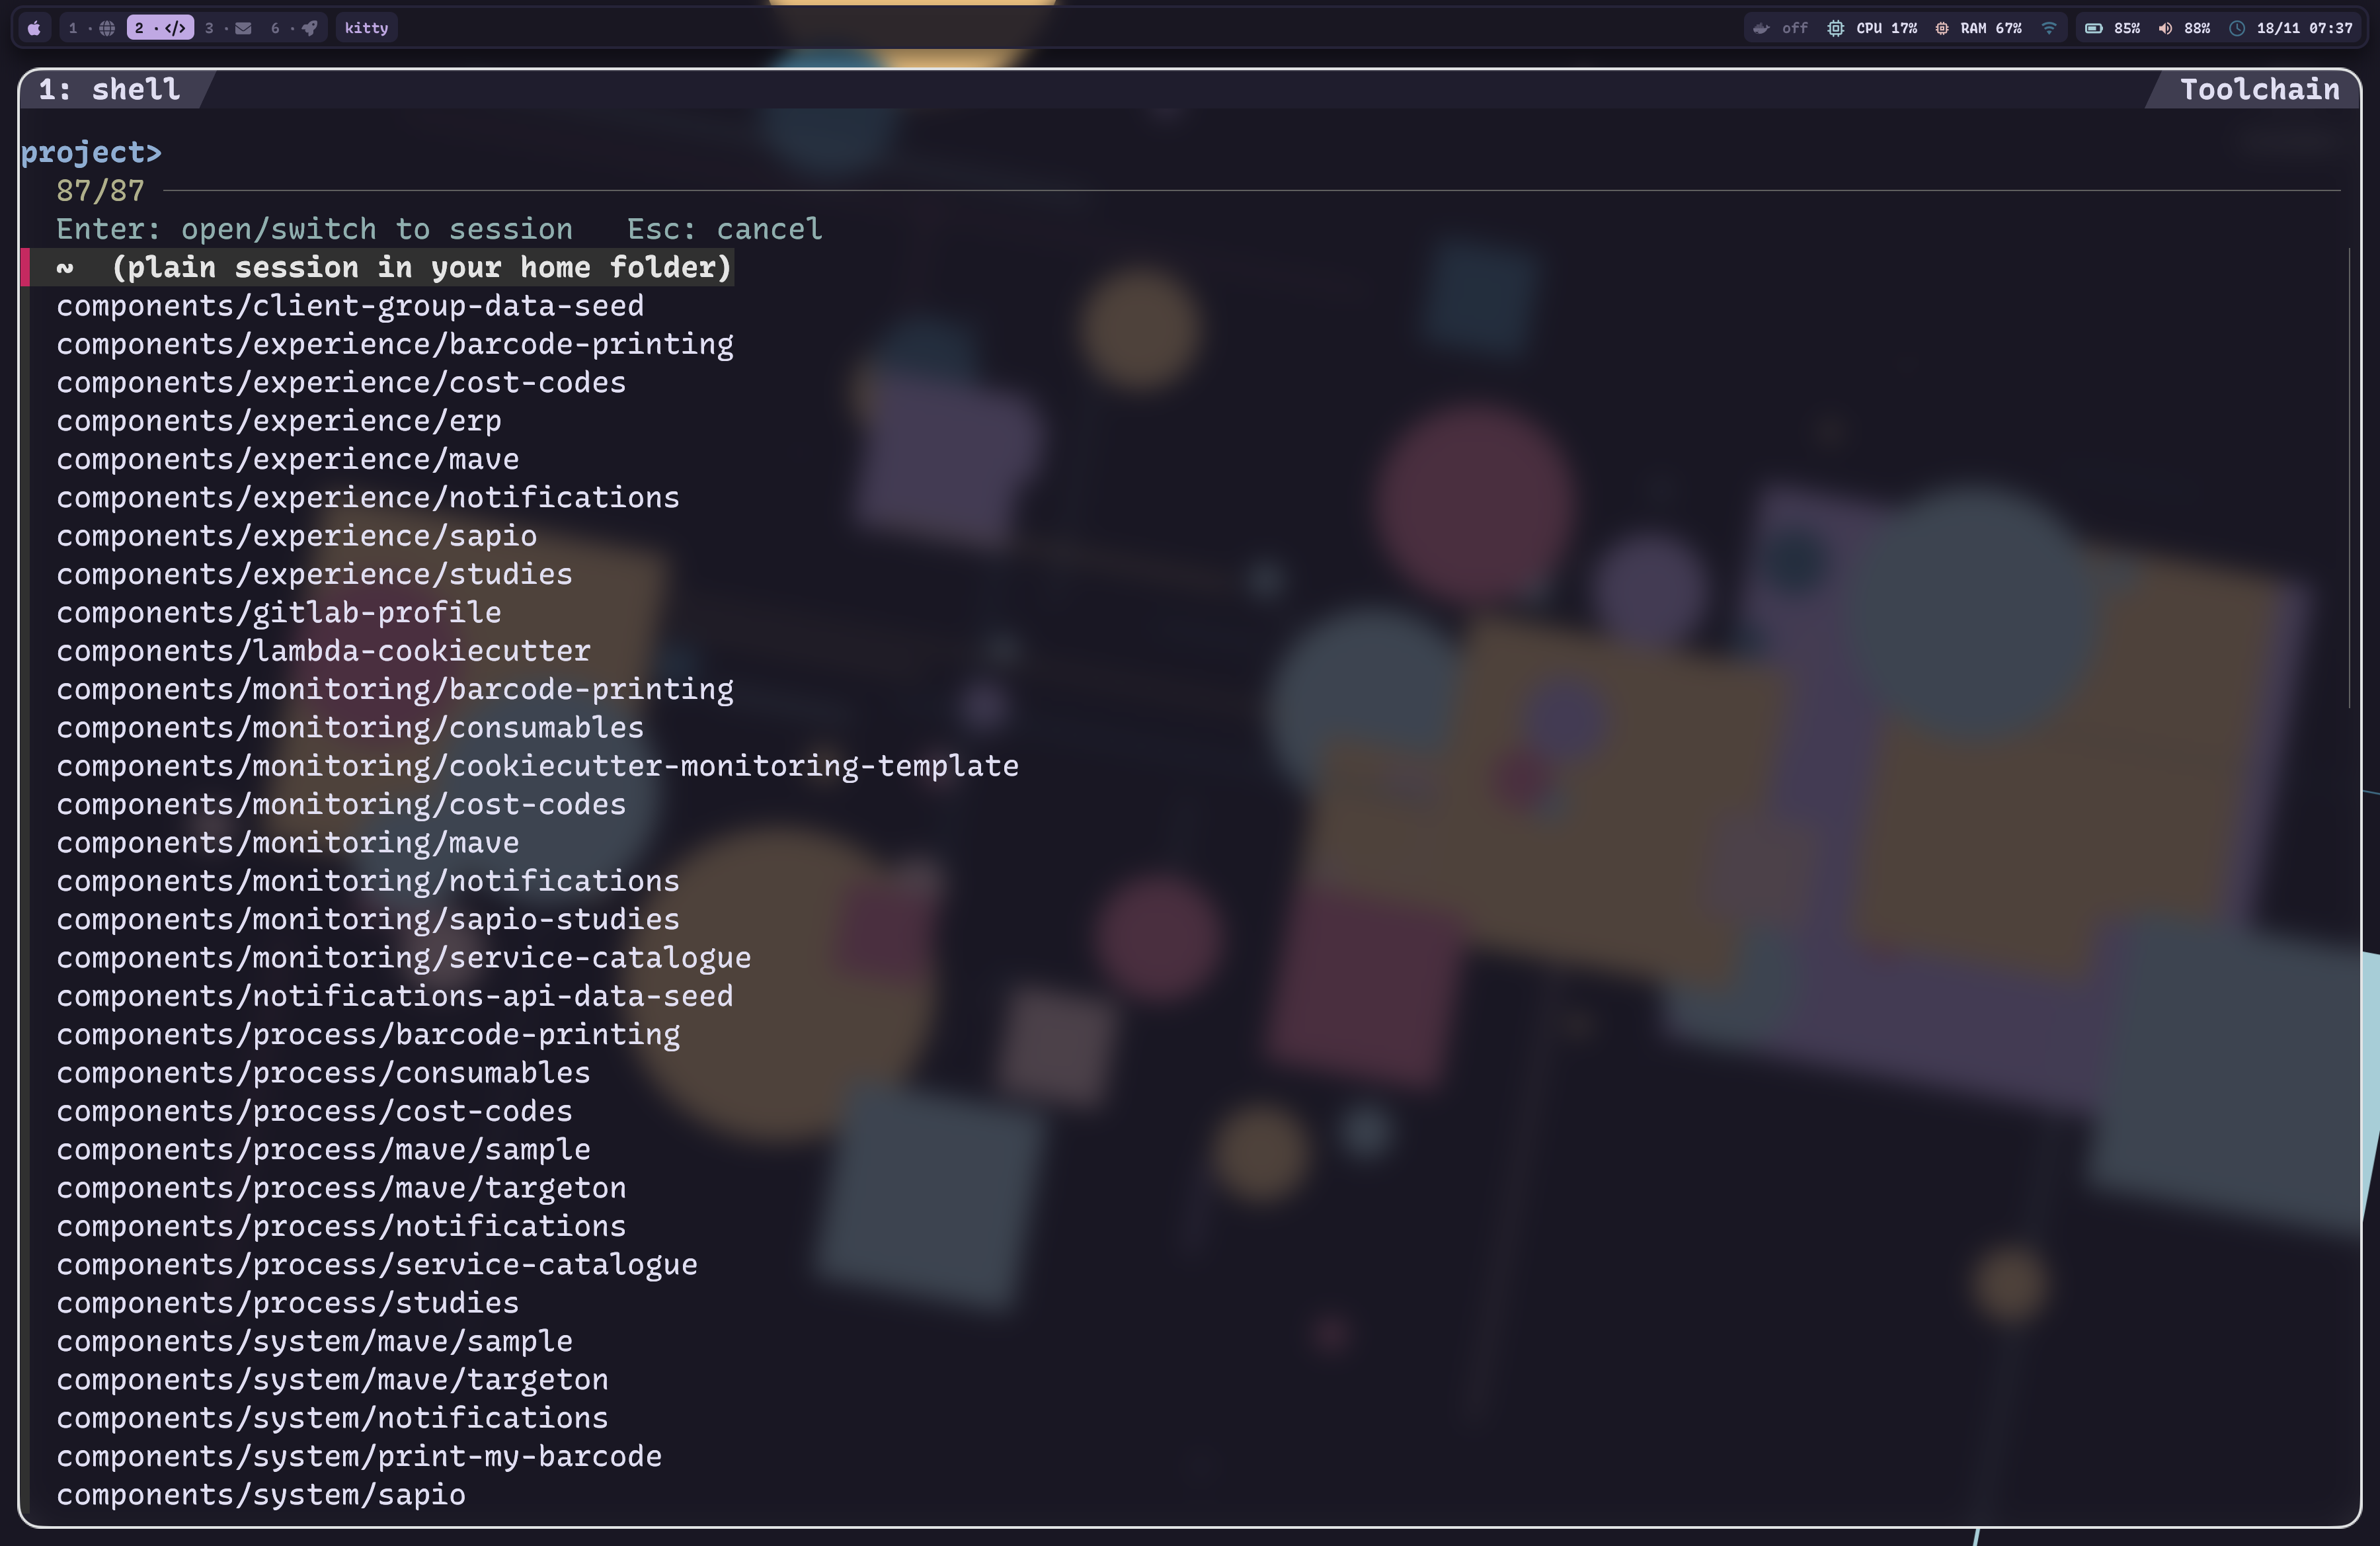 1 · 2 · </> 3 · 6 · kitty off CPU 17% RAM 67% 85% 88% 18/11 07:37
1: shell Toolchain
project>
87/87
Enter: open/switch to session Esc: cancel
~ (plain session in your home folder)
components/client-group-data-seed
components/experience/barcode-printing
components/experience/cost-codes
components/experience/erp
components/experience/mave
components/experience/notifications
components/experience/sapio
components/experience/studies
components/gitlab-profile
components/lambda-cookiecutter
components/monitoring/barcode-printing
components/monitoring/consumables
components/monitoring/cookiecutter-monitoring-template
components/monitoring/cost-codes
components/monitoring/mave
components/monitoring/notifications
components/monitoring/sapio-studies
components/monitoring/service-catalogue
components/notifications-api-data-seed
components/process/barcode-printing
components/process/consumables
components/process/cost-codes
components/process/mave/sample
components/process/mave/targeton
components/process/notifications
components/process/service-catalogue
components/process/studies
components/system/mave/sample
components/system/mave/targeton
components/system/notifications
components/system/print-my-barcode
components/system/sapio